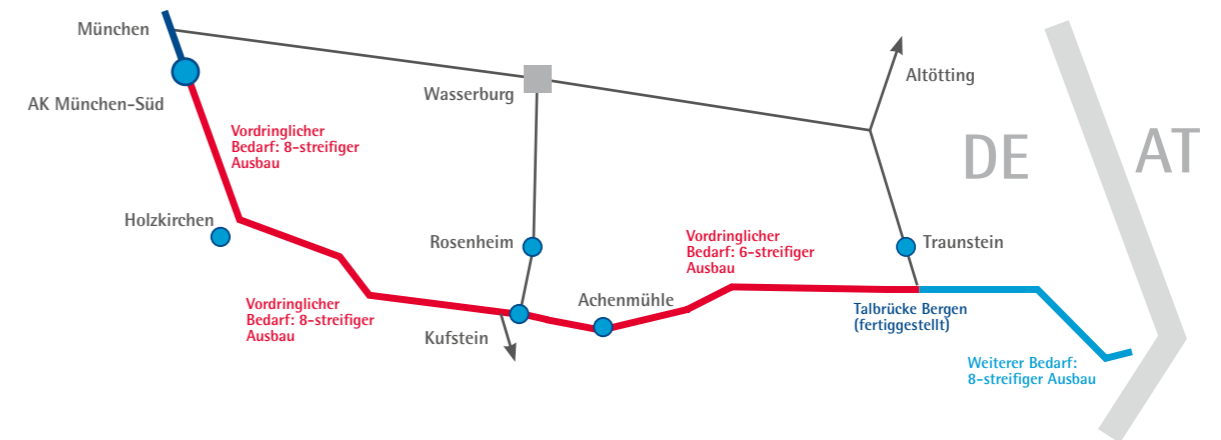 München
AK München-Süd
Vordringlicher
Bedarf: 8-streifiger
Ausbau
Holzkirchen
Wasserburg
Altötting
DE
AT
Rosenheim
Vordringlicher
Bedarf: 6-streifiger
Ausbau
Traunstein
Vordringlicher
Bedarf: 8-streifiger
Ausbau
Achenmühle
Kufstein
Talbrücke Bergen
(fertiggestellt)
Weiterer Bedarf:
8-streifiger Ausbau